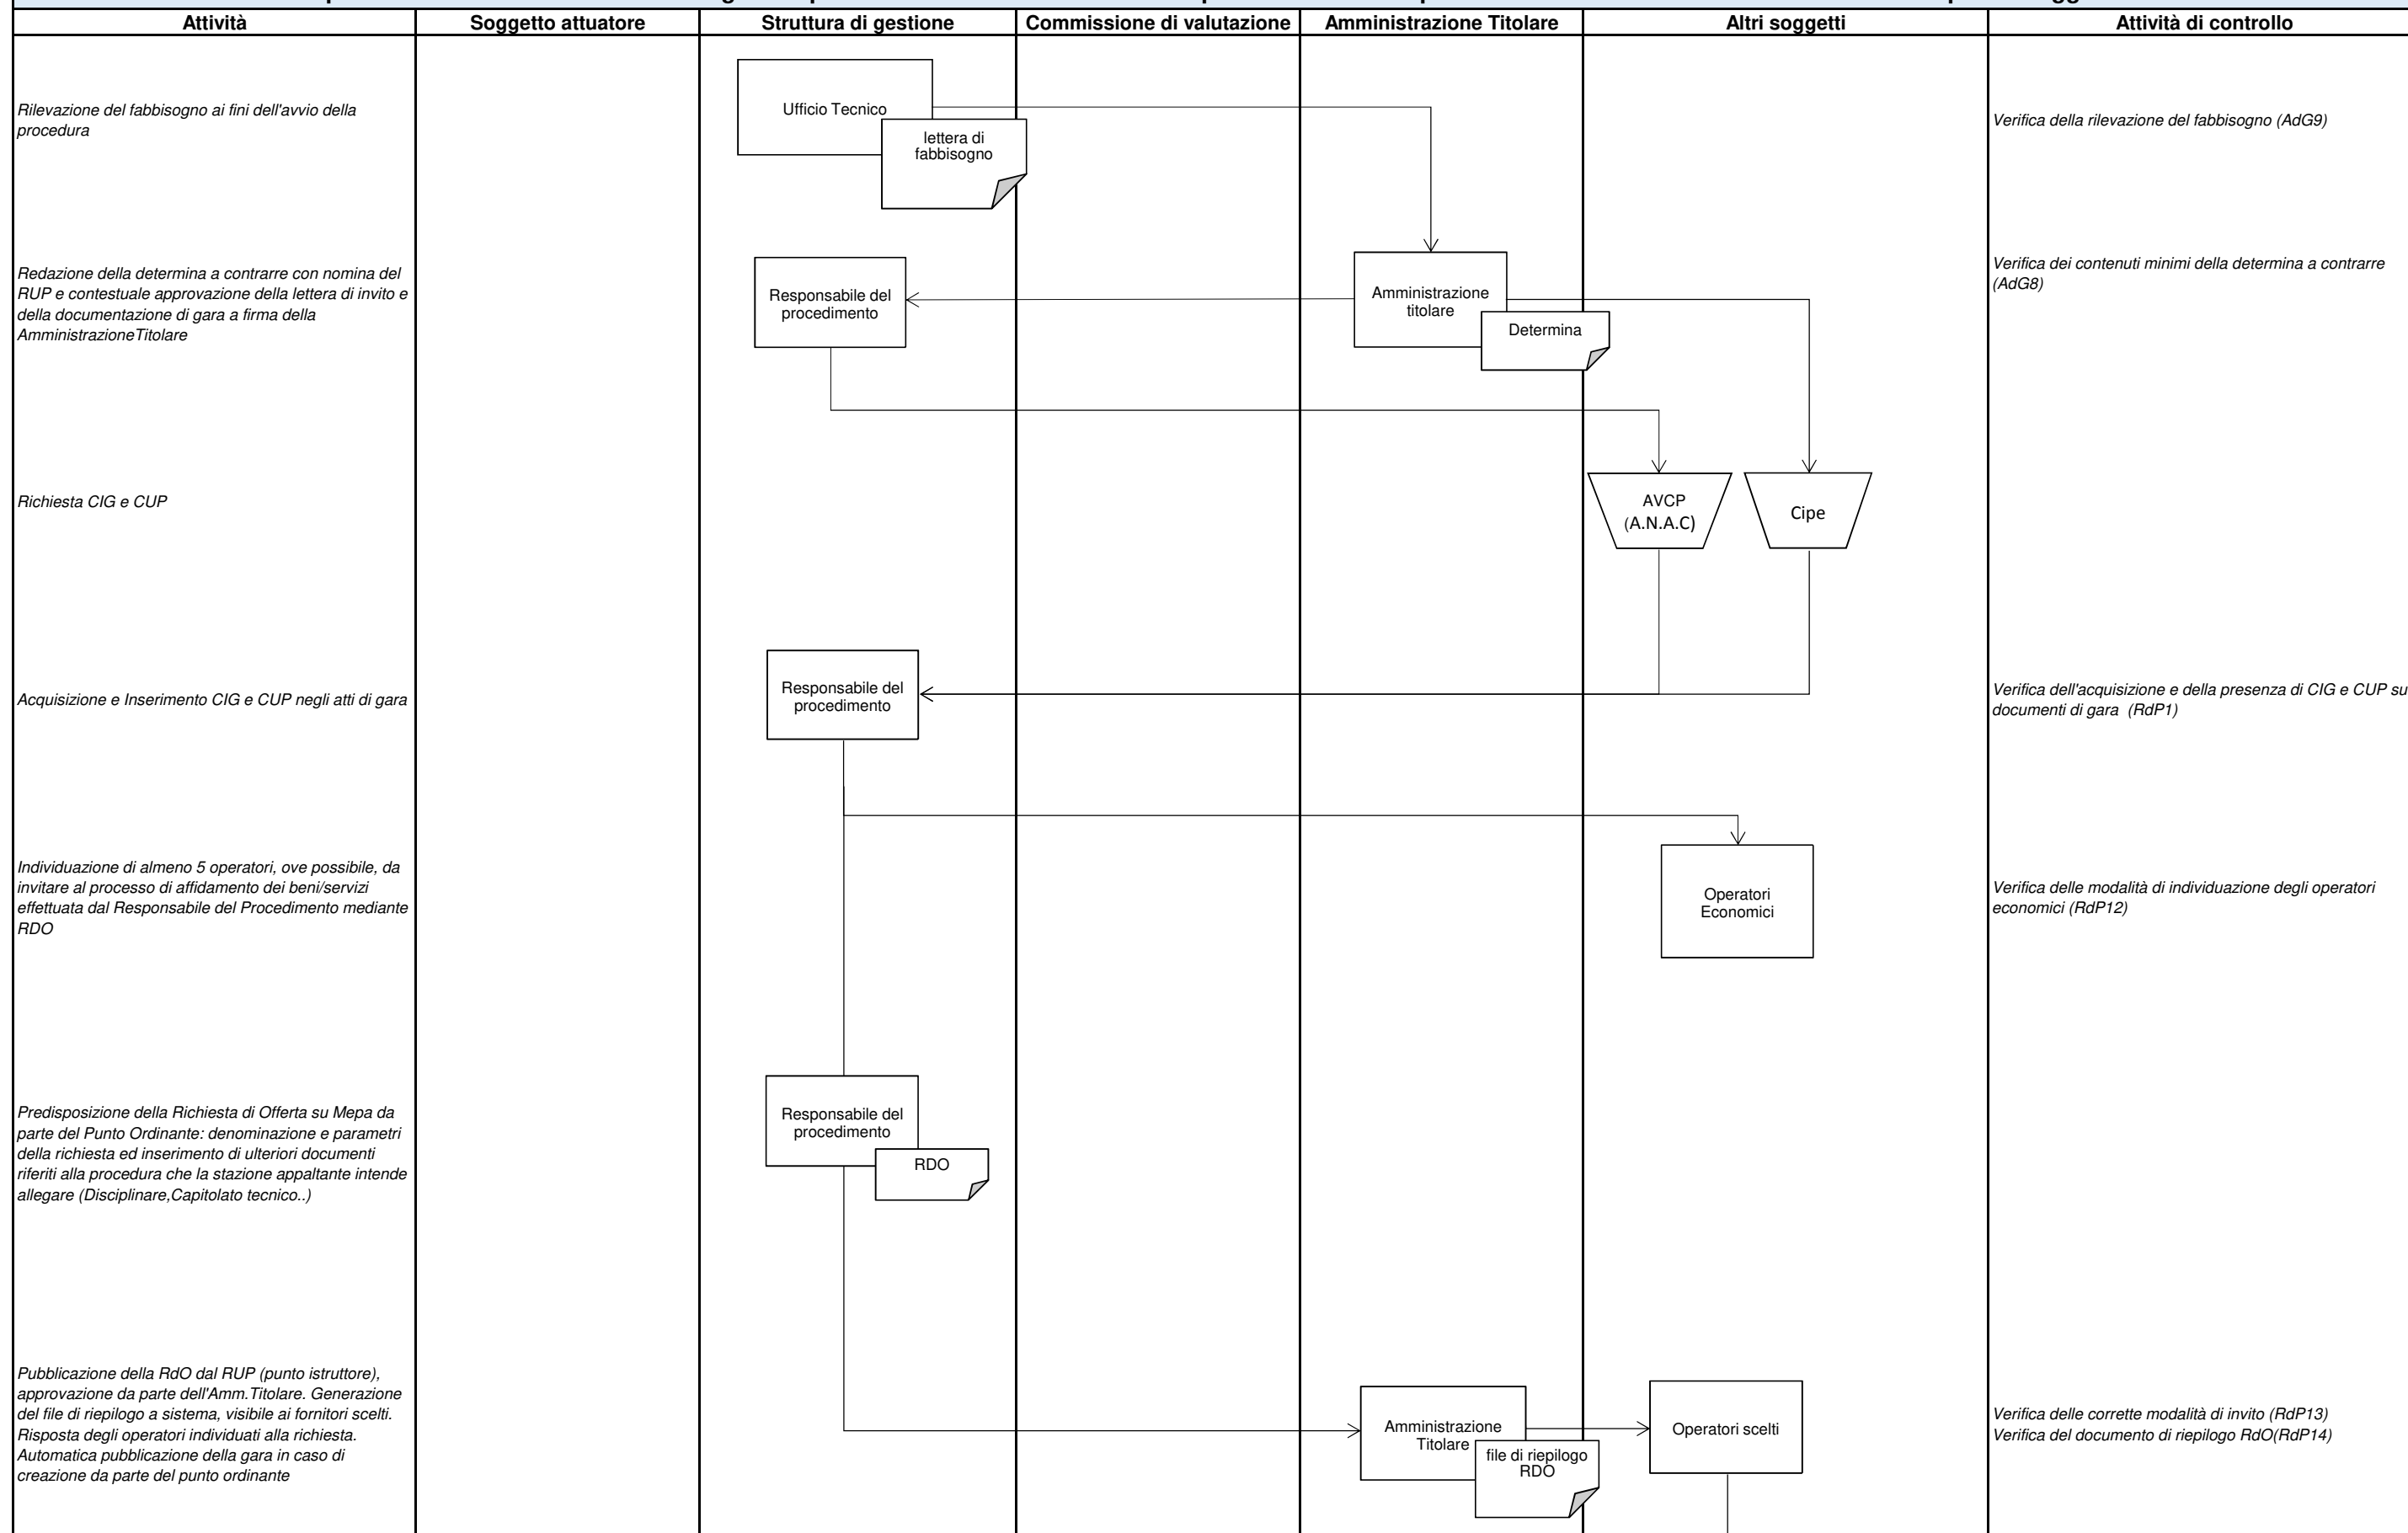 Attività
Soggetto attuatore
Struttura di gestione
Commissione di valutazione
Amministrazione Titolare
Altri soggetti
Attività di controllo
Rilevazione del fabbisogno ai fini dell'avvio della
procedura
Ufficio Tecnico
lettera di
fabbisogno
Verifica della rilevazione del fabbisogno (AdG9)
Redazione della determina a contrarre con nomina del
RUP e contestuale approvazione della lettera di invito e
della documentazione di gara a firma della
AmministrazioneTitolare
Responsabile del
procedimento
Amministrazione
titolare
Determina
Verifica dei contenuti minimi della determina a contrarre
(AdG8)
Richiesta CIG e CUP
AVCP
(A.N.A.C)
Cipe
Acquisizione e Inserimento CIG e CUP negli atti di gara
Responsabile del
procedimento
Verifica dell'acquisizione e della presenza di CIG e CUP su
documenti di gara (RdP1)
Individuazione di almeno 5 operatori, ove possibile, da
invitare al processo di affidamento dei beni/servizi
effettuata dal Responsabile del Procedimento mediante
RDO
Operatori
Economici
Verifica delle modalità di individuazione degli operatori
economici (RdP12)
Predisposizione della Richiesta di Offerta su Mepa da
parte del Punto Ordinante: denominazione e parametri
della richiesta ed inserimento di ulteriori documenti
riferiti alla procedura che la stazione appaltante intende
allegare (Disciplinare,Capitolato tecnico..)
Responsabile del
procedimento
RDO
Pubblicazione della RdO dal RUP (punto istruttore),
approvazione da parte dell'Amm.Titolare. Generazione
del file di riepilogo a sistema, visibile ai fornitori scelti.
Risposta degli operatori individuati alla richiesta.
Automatica pubblicazione della gara in caso di
creazione da parte del punto ordinante
Amministrazione
Titolare
file di riepilogo
RDO
Operatori scelti
Verifica delle corrette modalità di invito (RdP13)
Verifica del documento di riepilogo RdO(RdP14)